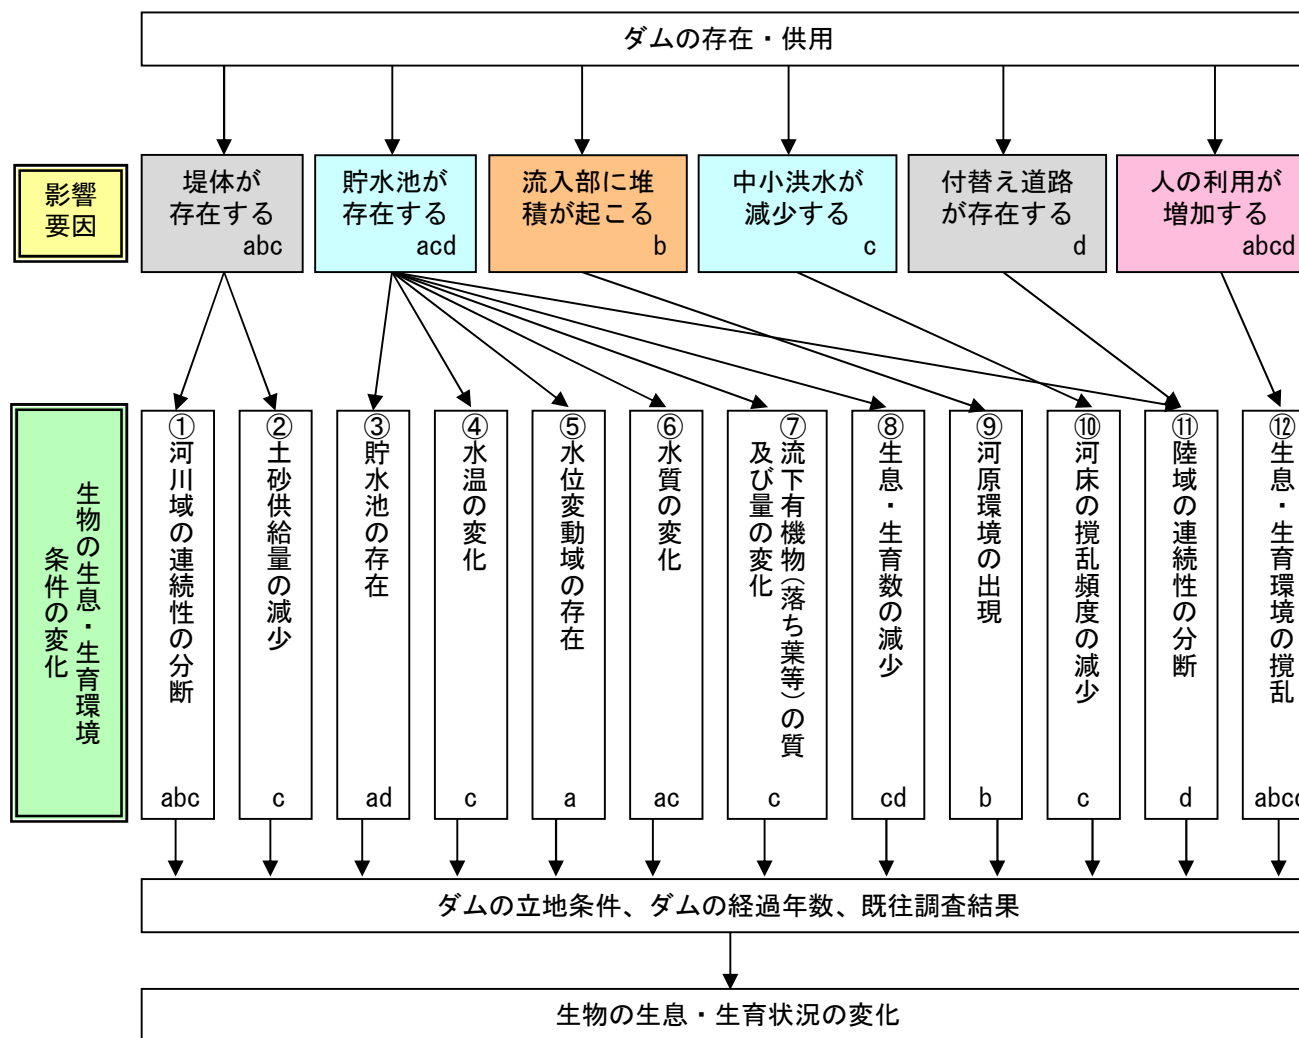 ダムの存在・供用
影響
要因
堤体が
存在する
abc
貯水池が
存在する
acd
流入部に堆
積が起こる
b
中小洪水が
減少する
c
付替え道路
が存在する
d
人の利用が
増加する
abcd
生物の生息・生育環境
条件の変化
①河川域の連続性の分断
abc
②土砂供給量の減少
c
③貯水池の存在
ad
④水温の変化
c
⑤水位変動域の存在
a
⑥水質の変化
ac
⑦流下有機物(落ち葉等)の質
及び量の変化
c
⑧生息・生育数の減少
cd
⑨河原環境の出現
b
⑩河床の撹乱頻度の減少
c
⑪陸域の連続性の分断
d
⑫生息・生育環境の撹乱
abcd
ダムの立地条件、ダムの経過年数、既往調査結果
生物の生息・生育状況の変化